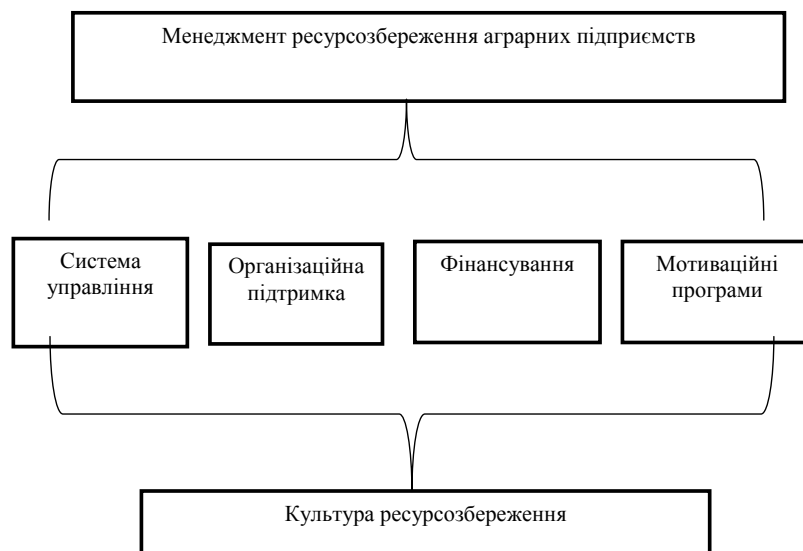 Менеджмент ресурсозбереження аграрних підприємств
Система
управління
Організаційна
підтримка
Фінансування
Мотиваційні
програми
Культура ресурсозбереження